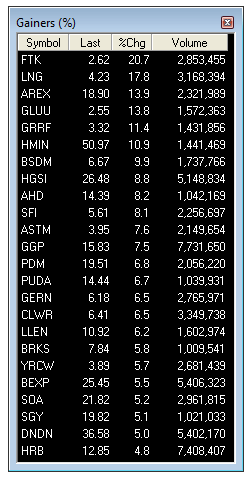 Gainers (%)
Symbol Last %Chg Volume
FTK 2.62 20.7 2,853,455
LNG 4.23 17.8 3,168,394
AREX 18.90 13.9 2,321,989
GLUU 2.55 13.8 1,572,363
GRRF 3.32 11.4 1,431,856
HMIN 50.97 10.9 1,441,469
BSDM 6.67 9.9 1,737,766
HGSI 26.48 8.8 5,148,834
AHD 14.39 8.2 1,042,169
SFI 5.61 8.1 2,256,697
ASTM 3.95 7.6 2,149,654
GGP 15.83 7.5 7,731,650
PDM 19.51 6.8 2,056,220
PUDA 14.44 6.7 1,039,931
GERN 6.18 6.5 2,765,971
CLWR 6.41 6.5 3,349,738
LLEN 10.92 6.2 1,602,974
BRKS 7.84 5.8 1,009,541
YRCW 3.89 5.7 2,681,439
BEXP 25.45 5.5 5,406,323
SOA 21.82 5.2 2,961,815
SGY 19.82 5.1 1,021,033
DNDN 36.58 5.0 5,402,170
HRB 12.85 4.8 7,408,407